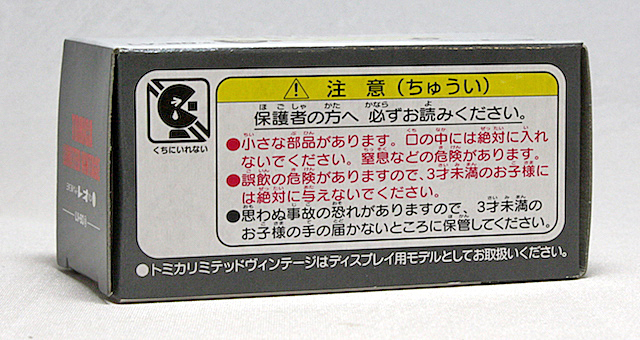 くちにいれない
⚠ 注意(ちゅうい)
保護者の方へ 必ずお読みください。
●小さな部品があります。口の中には絶対に入れ
ないでください。窒息などの危険があります。
●誤飲の危険がありますので、3才未満のお子様に
は絶対に与えないでください。
●思わぬ事故の恐れがありますので、3才未満の
お子様の手の届かないところに保管してください。
●トミカリミテッドヴィンテージはディスプレイ用モデルとしてお取扱いください。